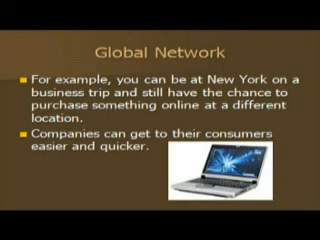 Global Network
For example, you can be at New York on a
business trip and still have the chance to
purchase something online at a different
location.
Companies can get to their consumers
easier and quicker.